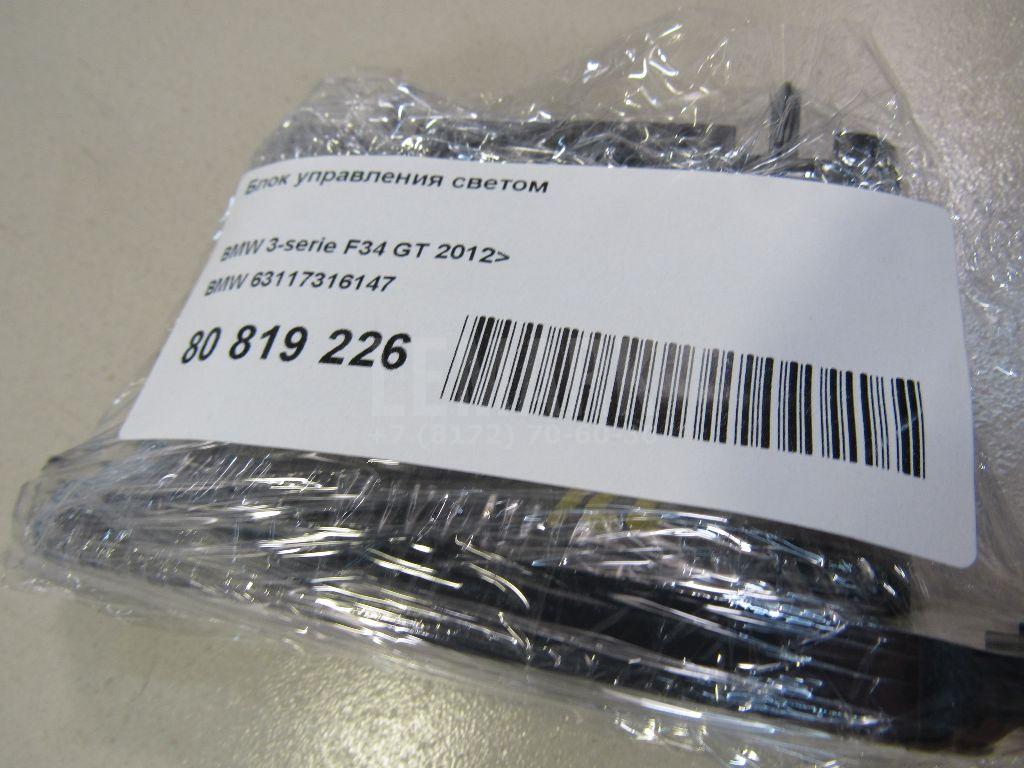 Блок управления светом
BMW 3-serie F34 GT 2012>
BMW 63117316147
80 819 226